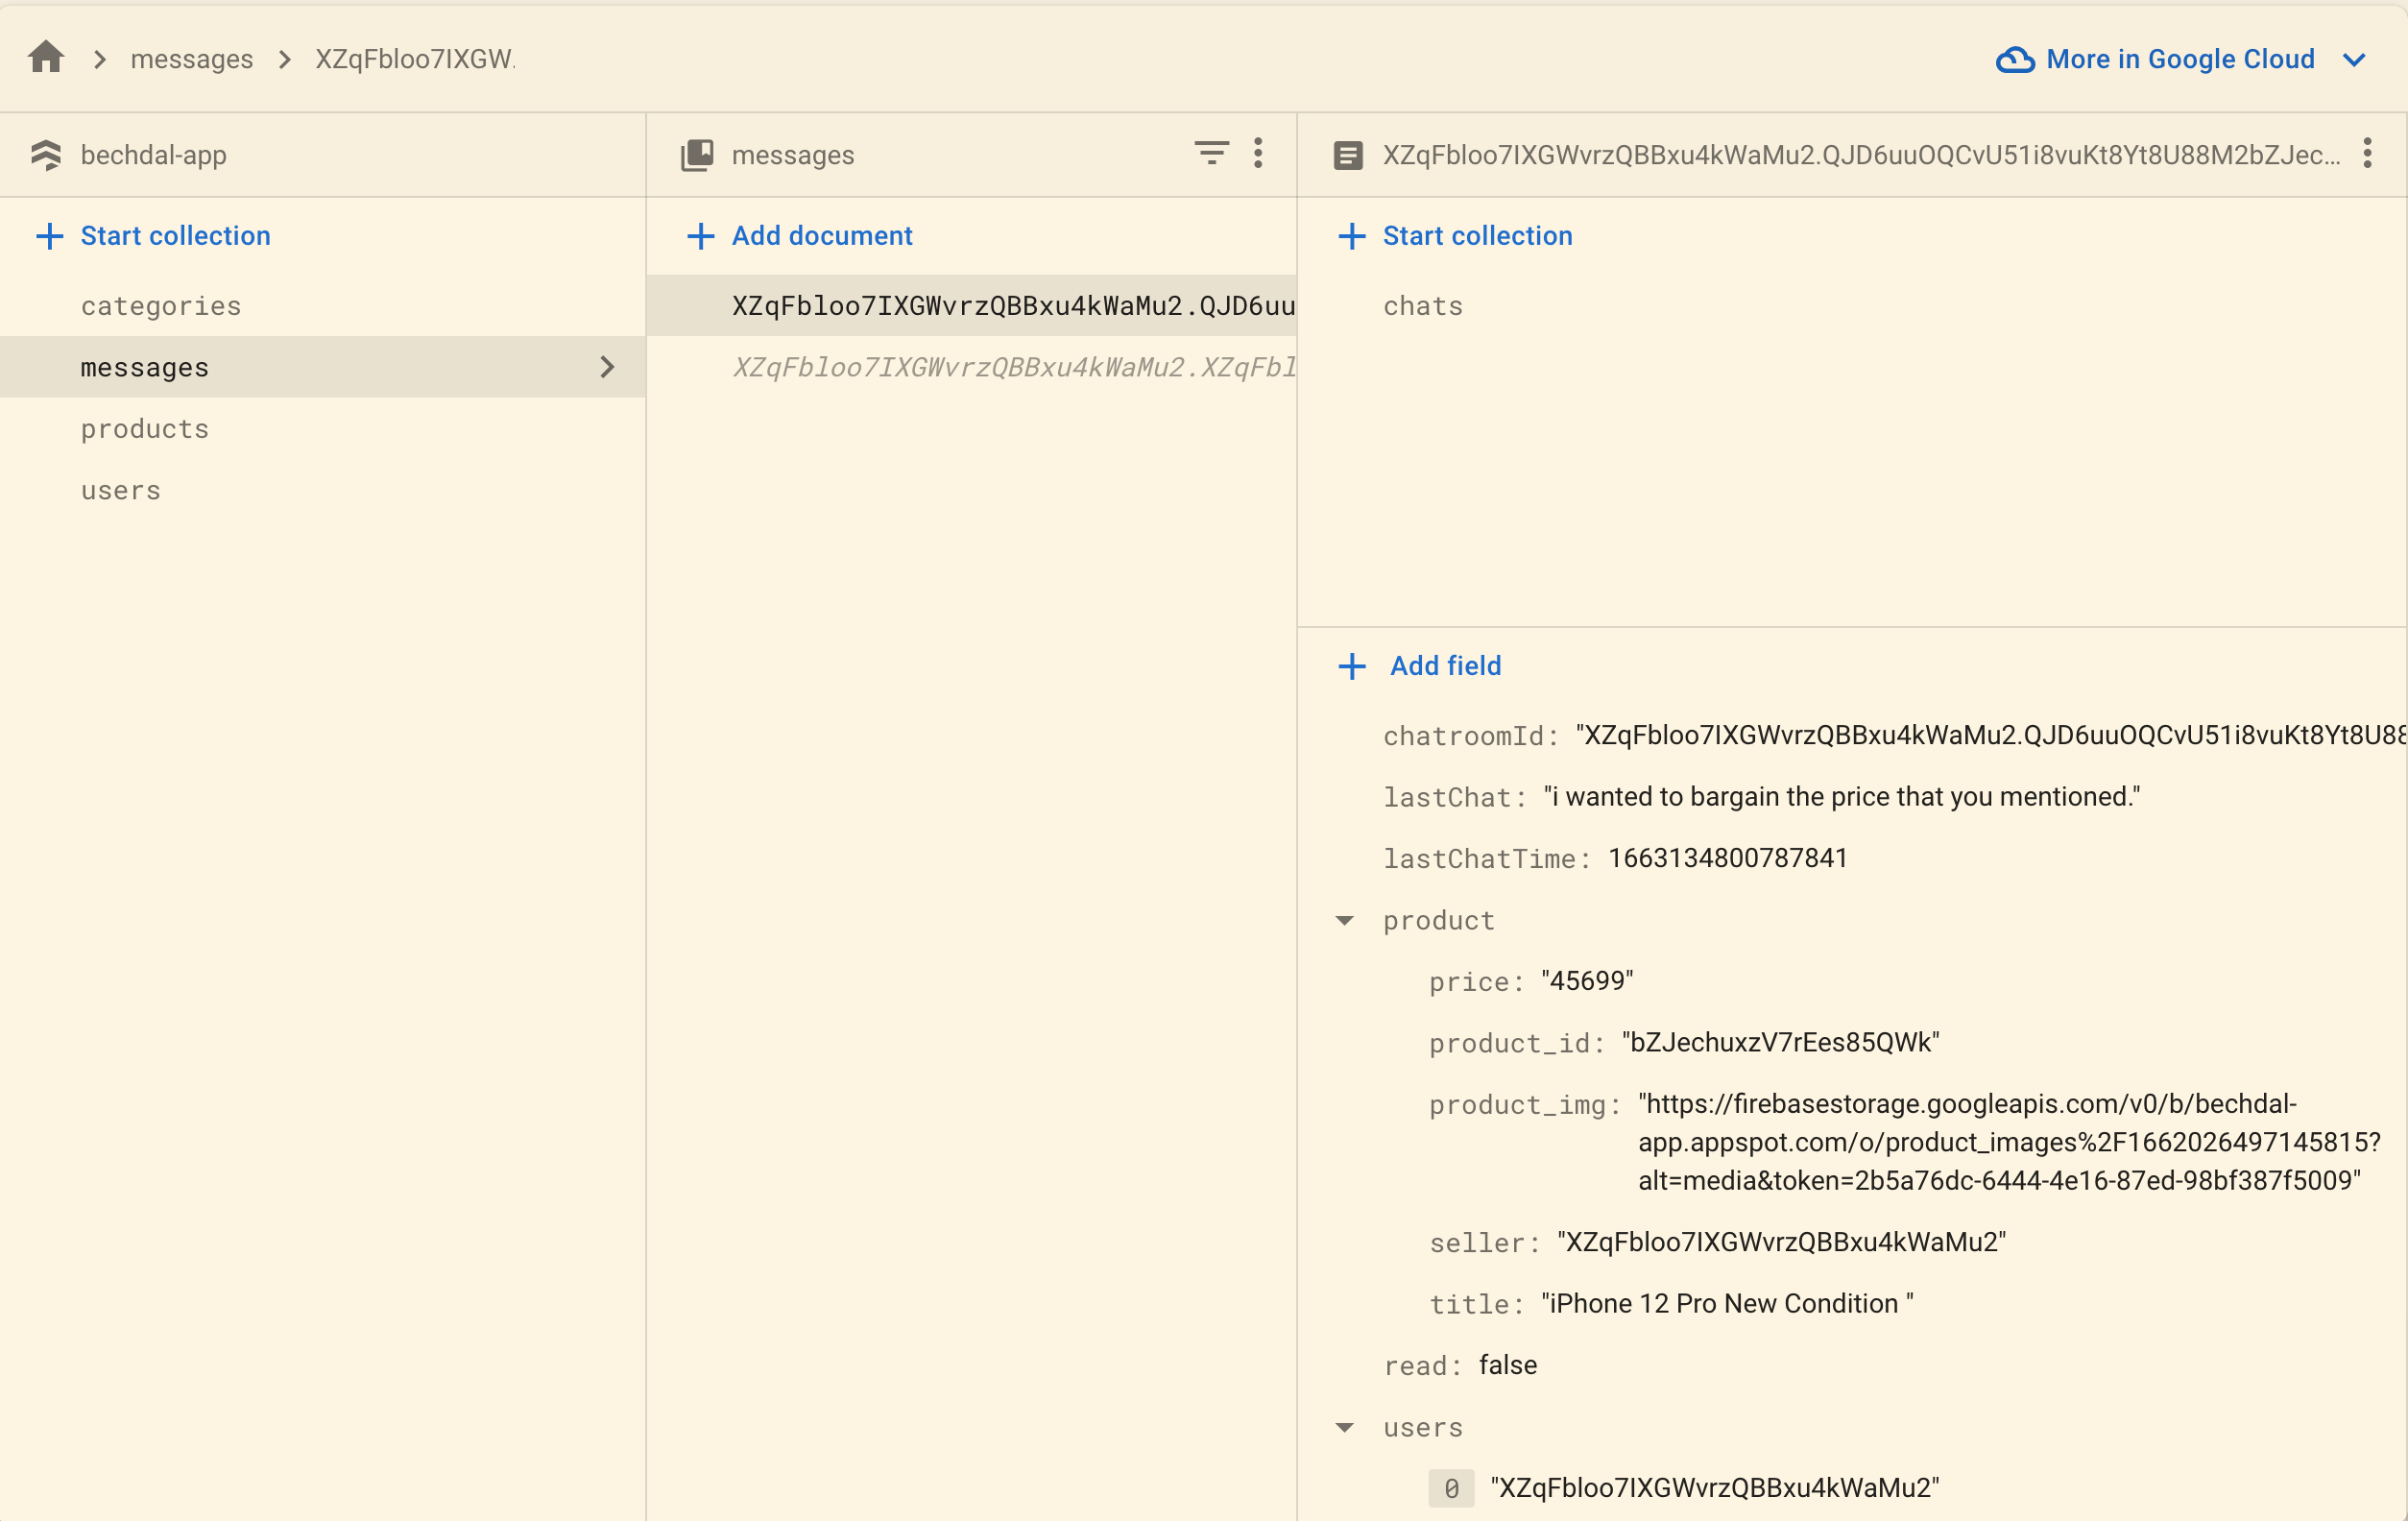 messages
XZqFbloo7IXGW.
More in Google Cloud
bechdal-app
Start collection
categories
messages
products
users
messages
Add document
XZqFbloo7IXGWvrzQBBxu4kWaMu2.QJD6uu
XZqFbloo7IXGWvrzQBBxu4kWaMu2.XZqFbl
XZqFbloo7IXGWvrzQBBxu4kWaMu2.QJD6uuOQCvU51i8vuKt8Yt8U88M2bZJec...
Start collection
chats
Add field
chatroomId: "XZqFbloo7IXGWvrzQBBxu4kWaMu2.QJD6uuOQCvU51i8vuKt8Yt8U88
lastChat: "i wanted to bargain the price that you mentioned."
lastChatTime: 1663134800787841
product
price: "45699"
product_id: "bZJechuxzV7rEes85QWk"
product_img: "https://firebasestorage.googleapis.com/v0/b/bechdal-
app.appspot.com/o/product_images%2F1662026497145815?
alt=media&token=2b5a76dc-6444-4e16-87ed-98bf387f5009"
seller: "XZqFbloo7IXGWvrzQBBxu4kWaMu2"
title: "iPhone 12 Pro New Condition "
read: false
users
0 "XZqFbloo7IXGWvrzQBBxu4kWaMu2"